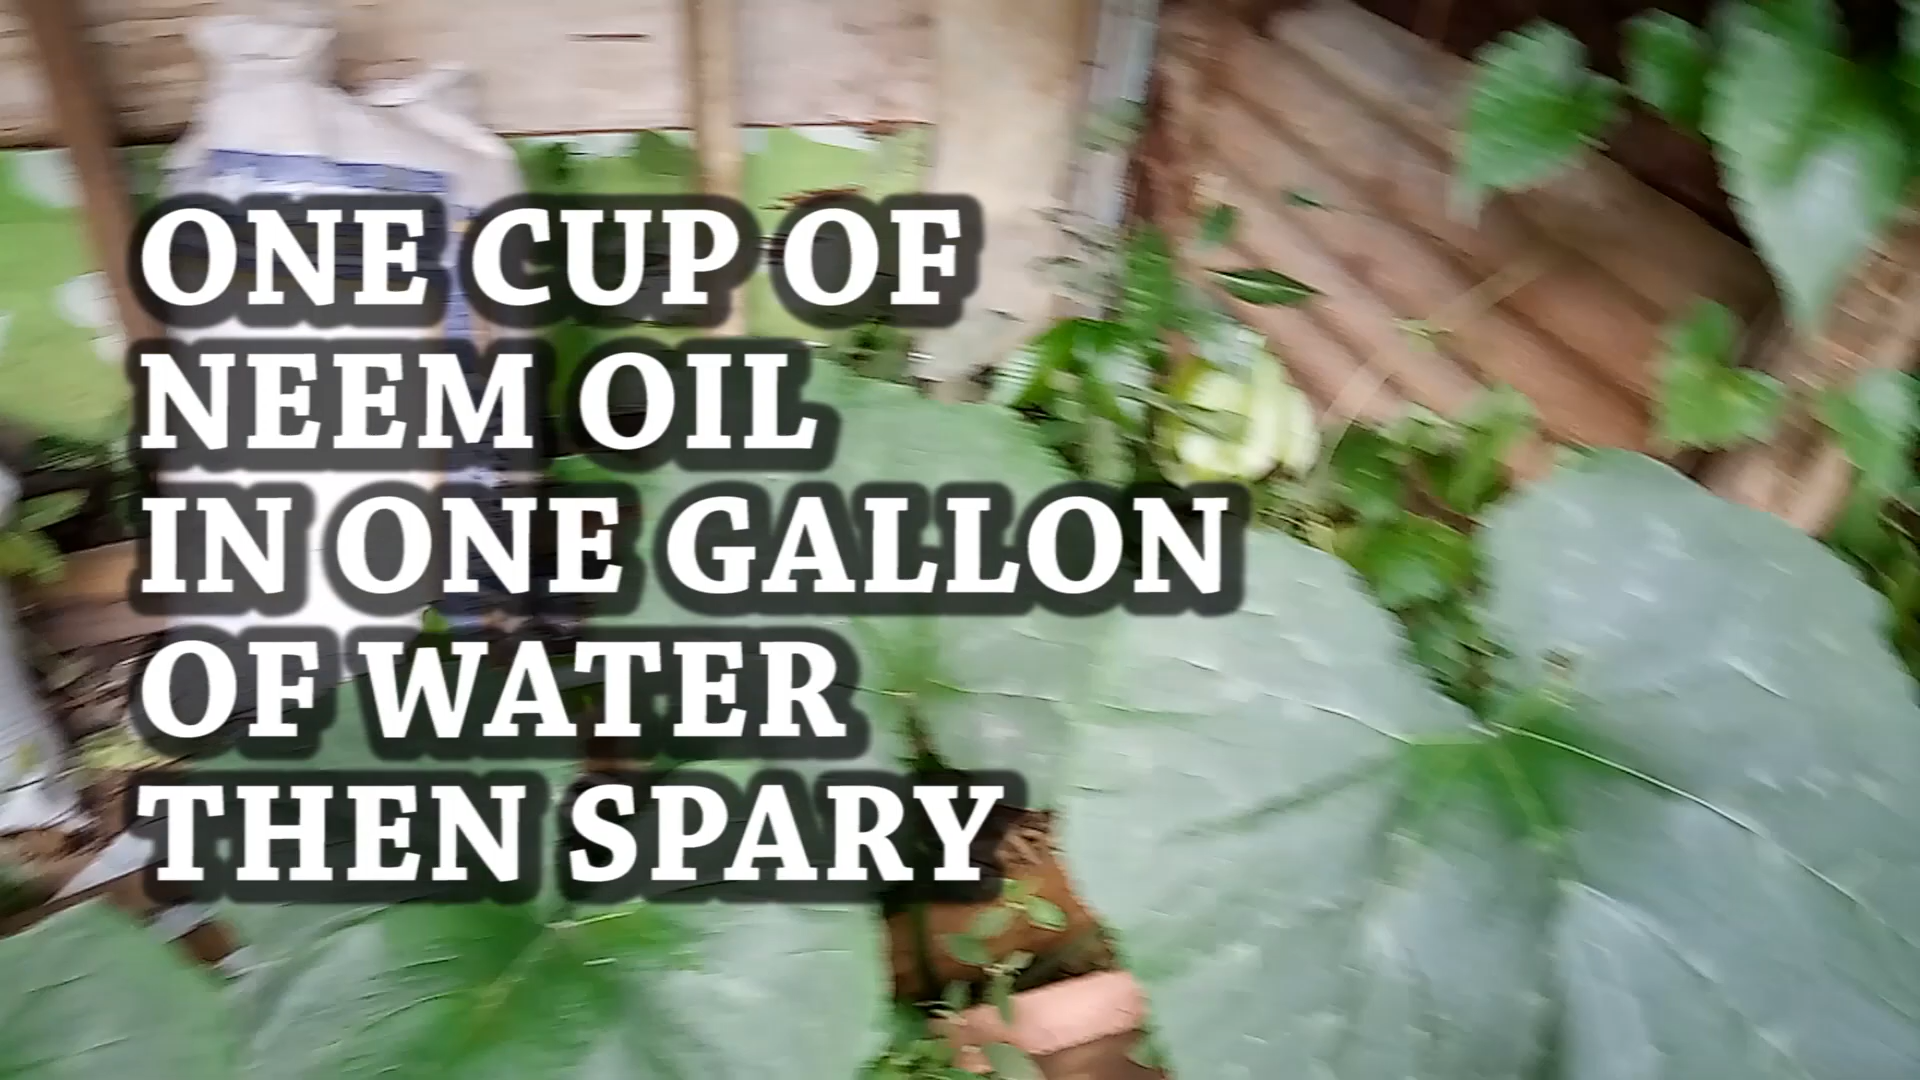 ONE CUP OF
NEEM OIL
IN ONE GALLON
OF WATER
THEN SPARY